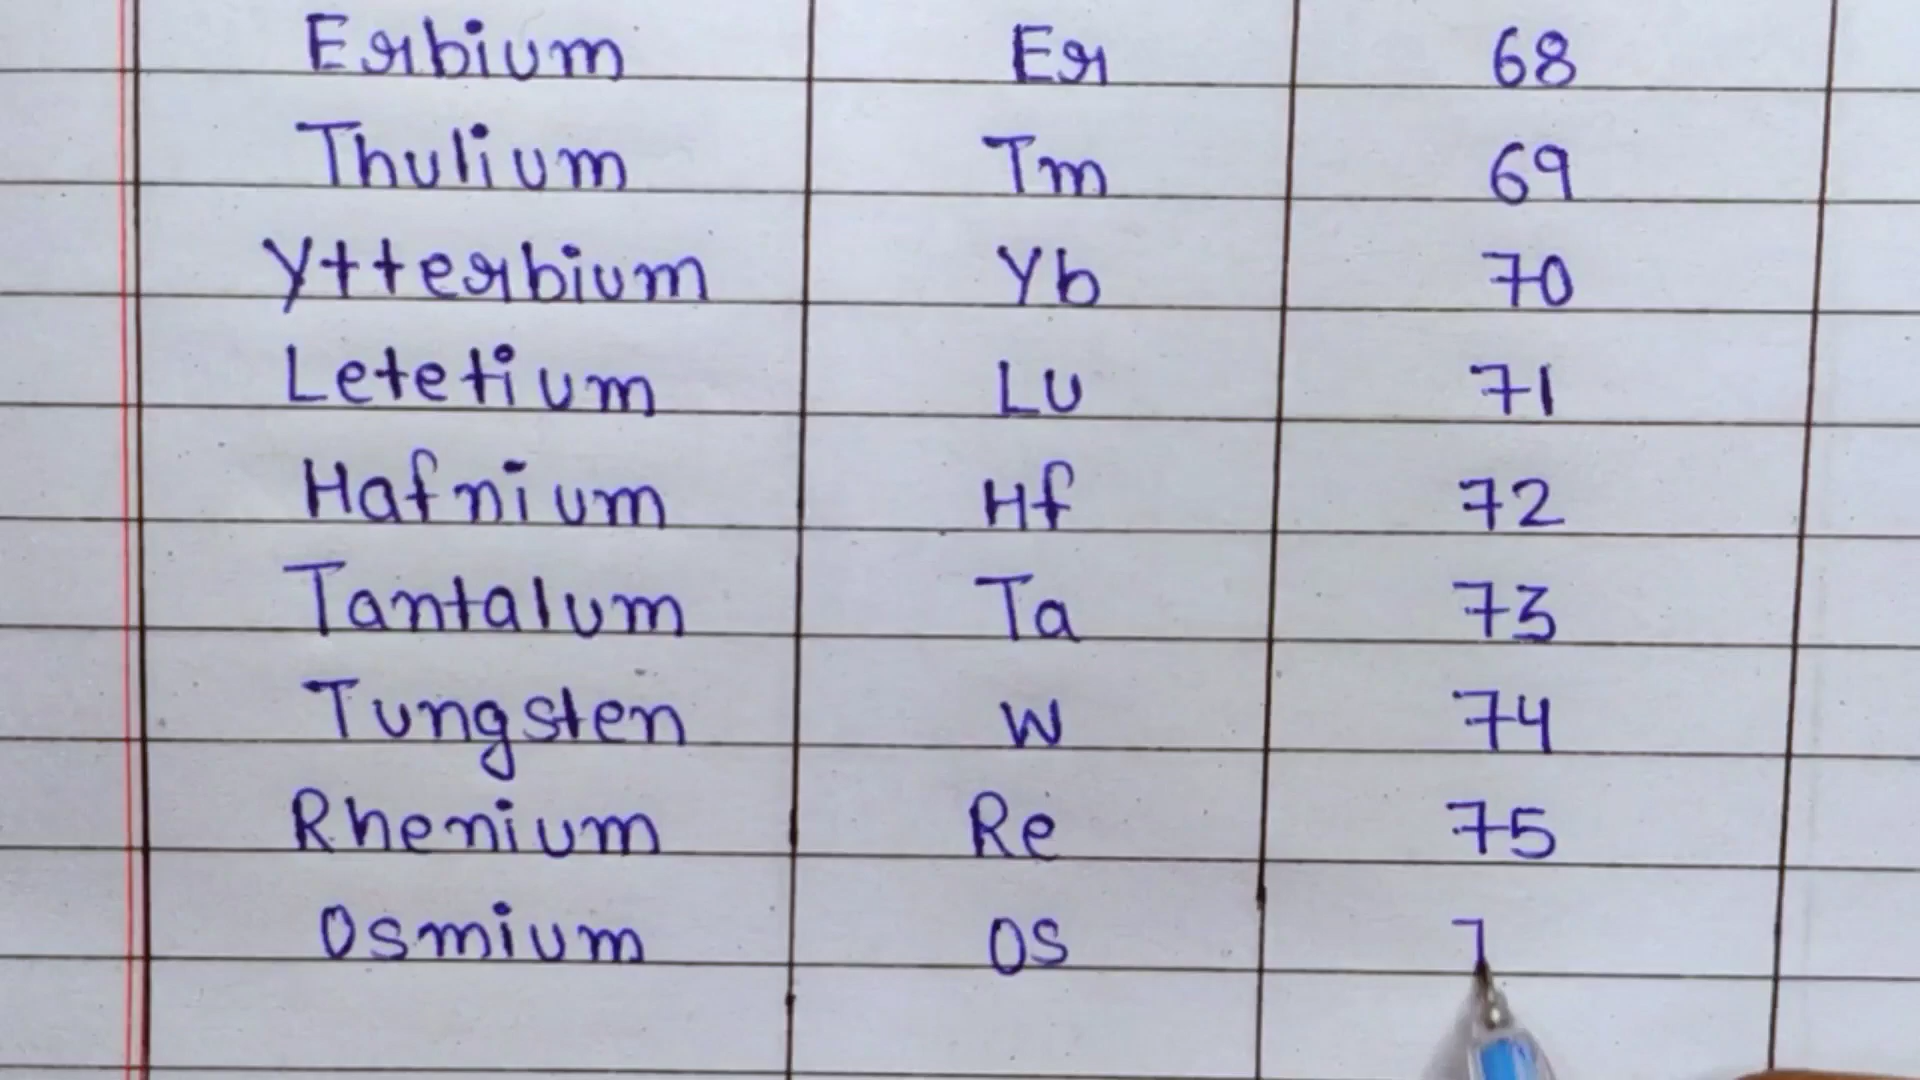 Erbium Er 68
Thulium Tm 69
Ytterbium Yb 70
Letetium Lu 71
Hafnium Hf 72
Tantalum Ta 73
Tungsten W 74
Rhenium Re 75
Osmium Os 7